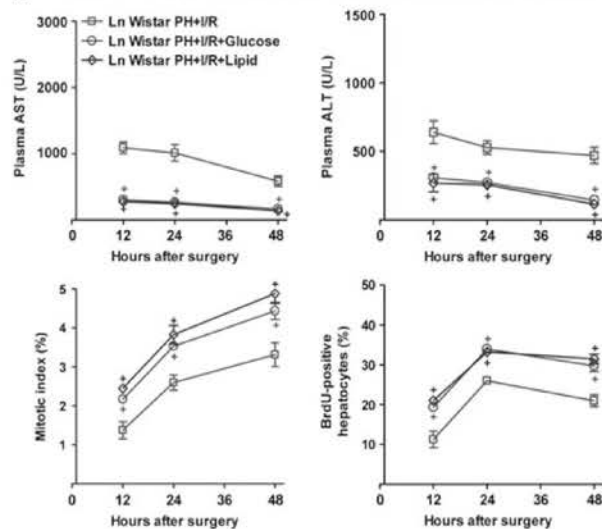 Ln Wistar PH+I/R
Ln Wistar PH+I/R+Glucose
Ln Wistar PH+I/R+Lipid
Plasma AST (U/L)
3000
2000
1000
0 12 24 36 48
Hours after surgery
Plasma ALT (U/L)
1500
1000
500
0 12 24 36 48
Hours after surgery
Mitotic index (%)
5
4
3
2
1
0 12 24 36 48
Hours after surgery
BrdU-positive
hepatocytes (%)
50
40
30
20
10
0 12 24 36 48
Hours after surgery